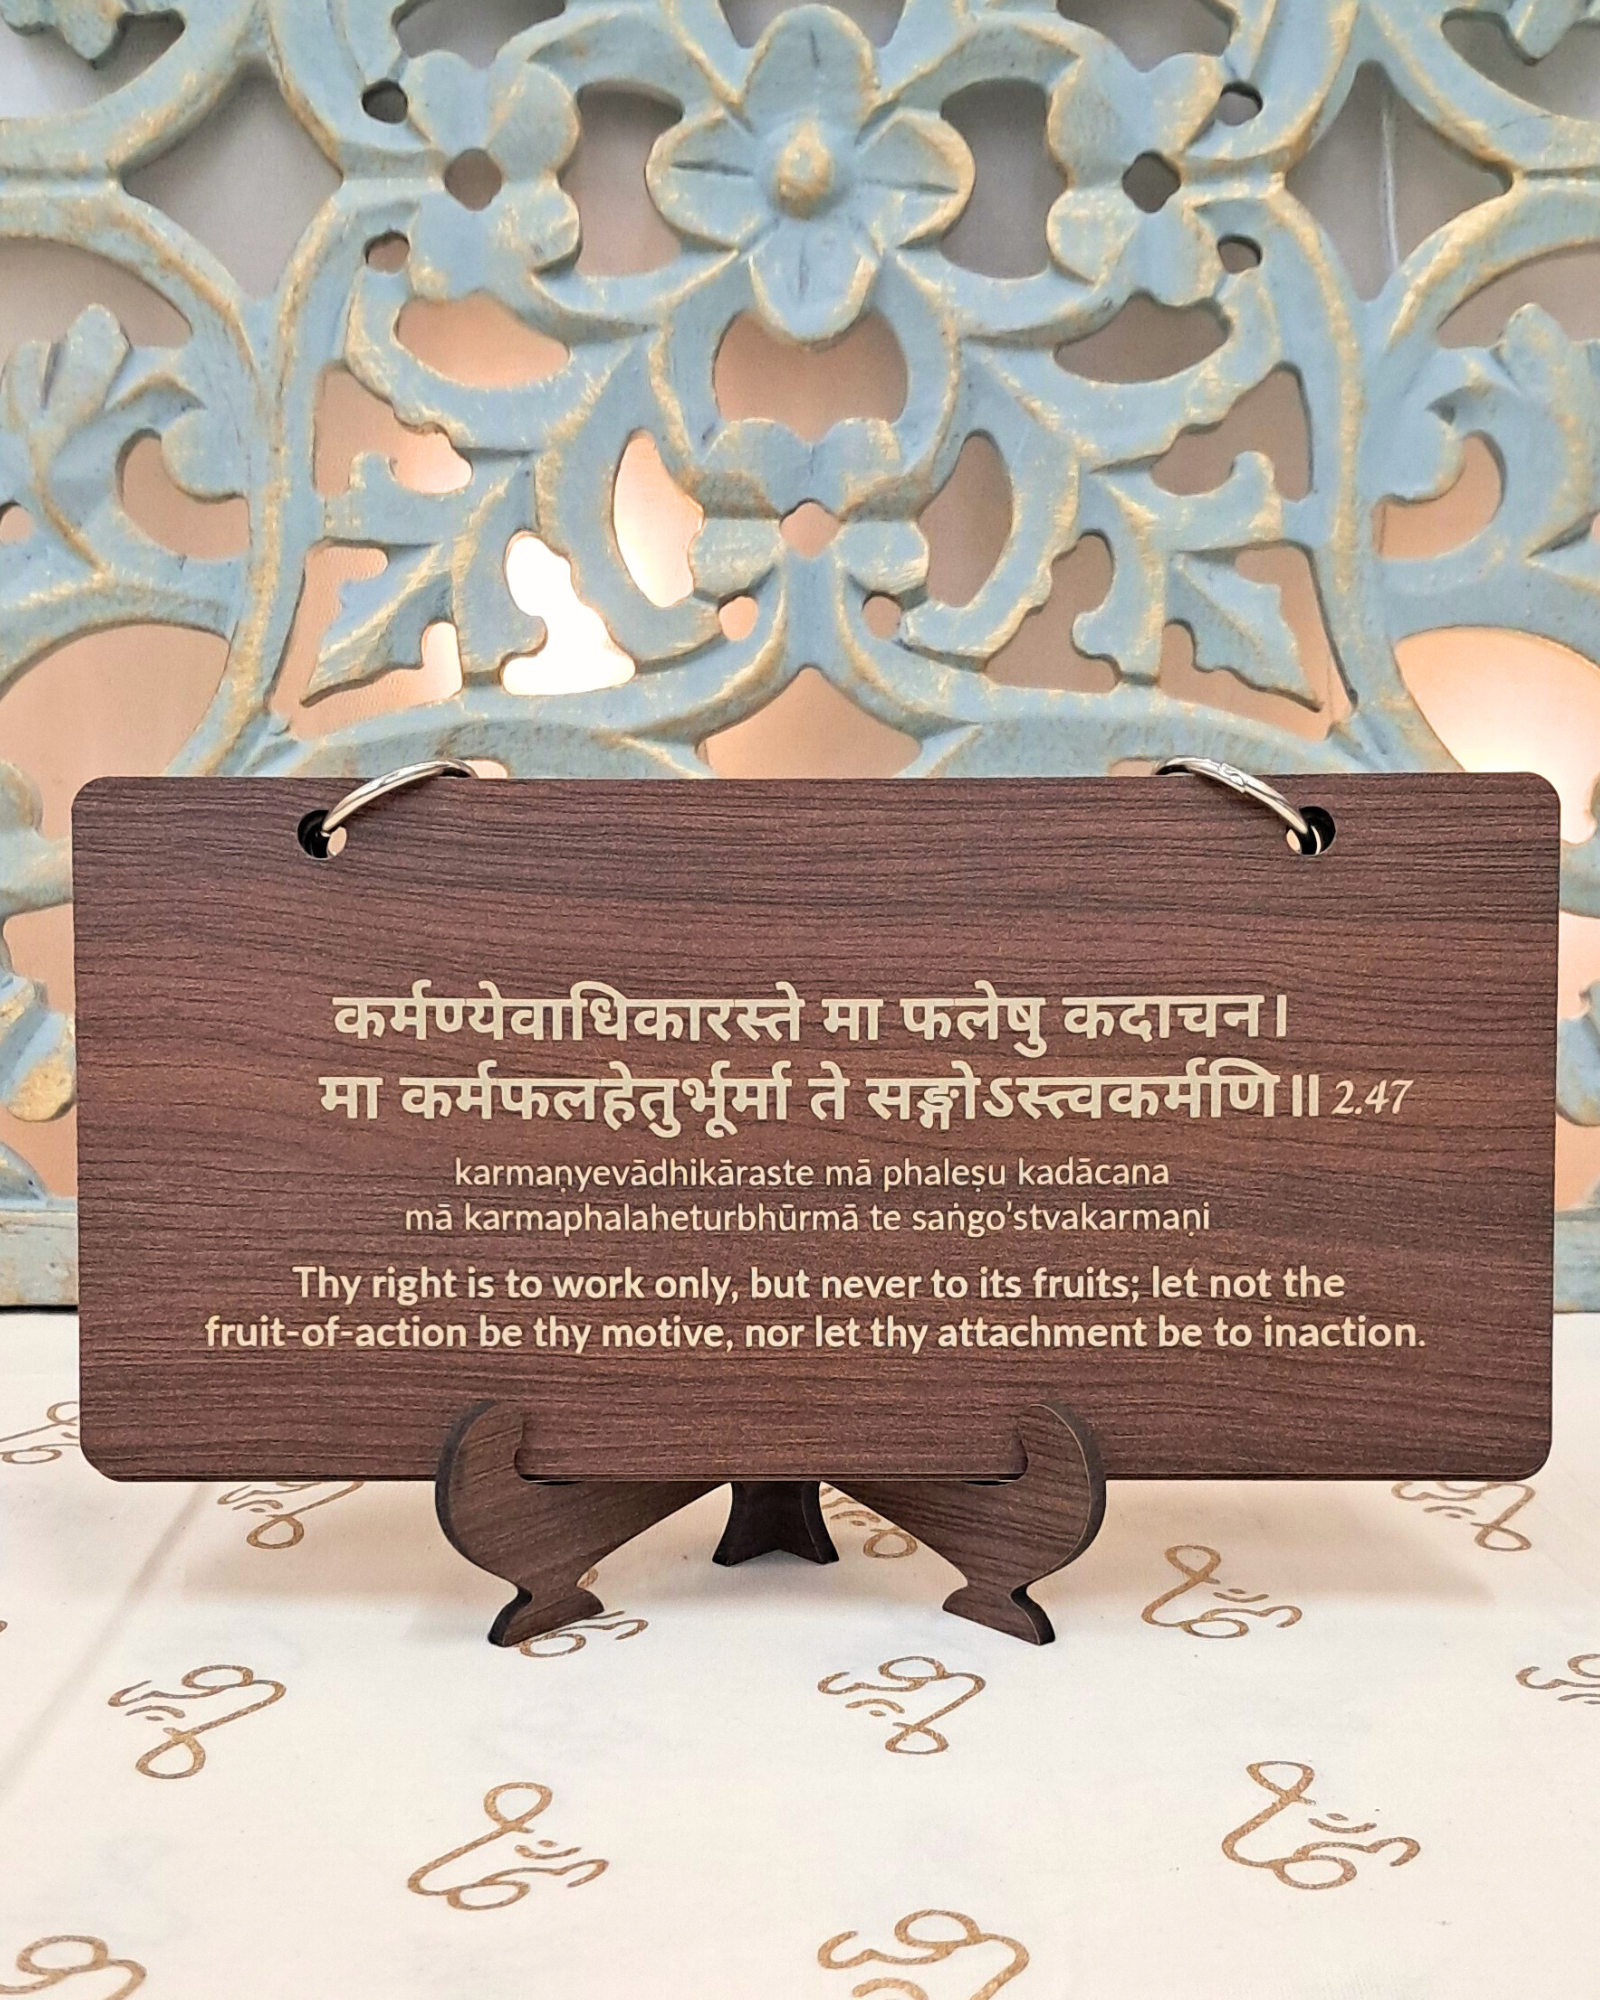 कर्मण्येवाधिकारस्ते मा फलेषु कदाचन।
मा कर्मफलहेतुर्भूर्मा ते सङ्गोऽस्त्वकर्मणि॥ 2.47
karmaṇyevādhikāraste mā phaleṣu kadācana
mā karmaphalaheturbhūrmā te saṅgo’stvakarmaṇi
Thy right is to work only, but never to its fruits; let not the
fruit-of-action be thy motive, nor let thy attachment be to inaction.